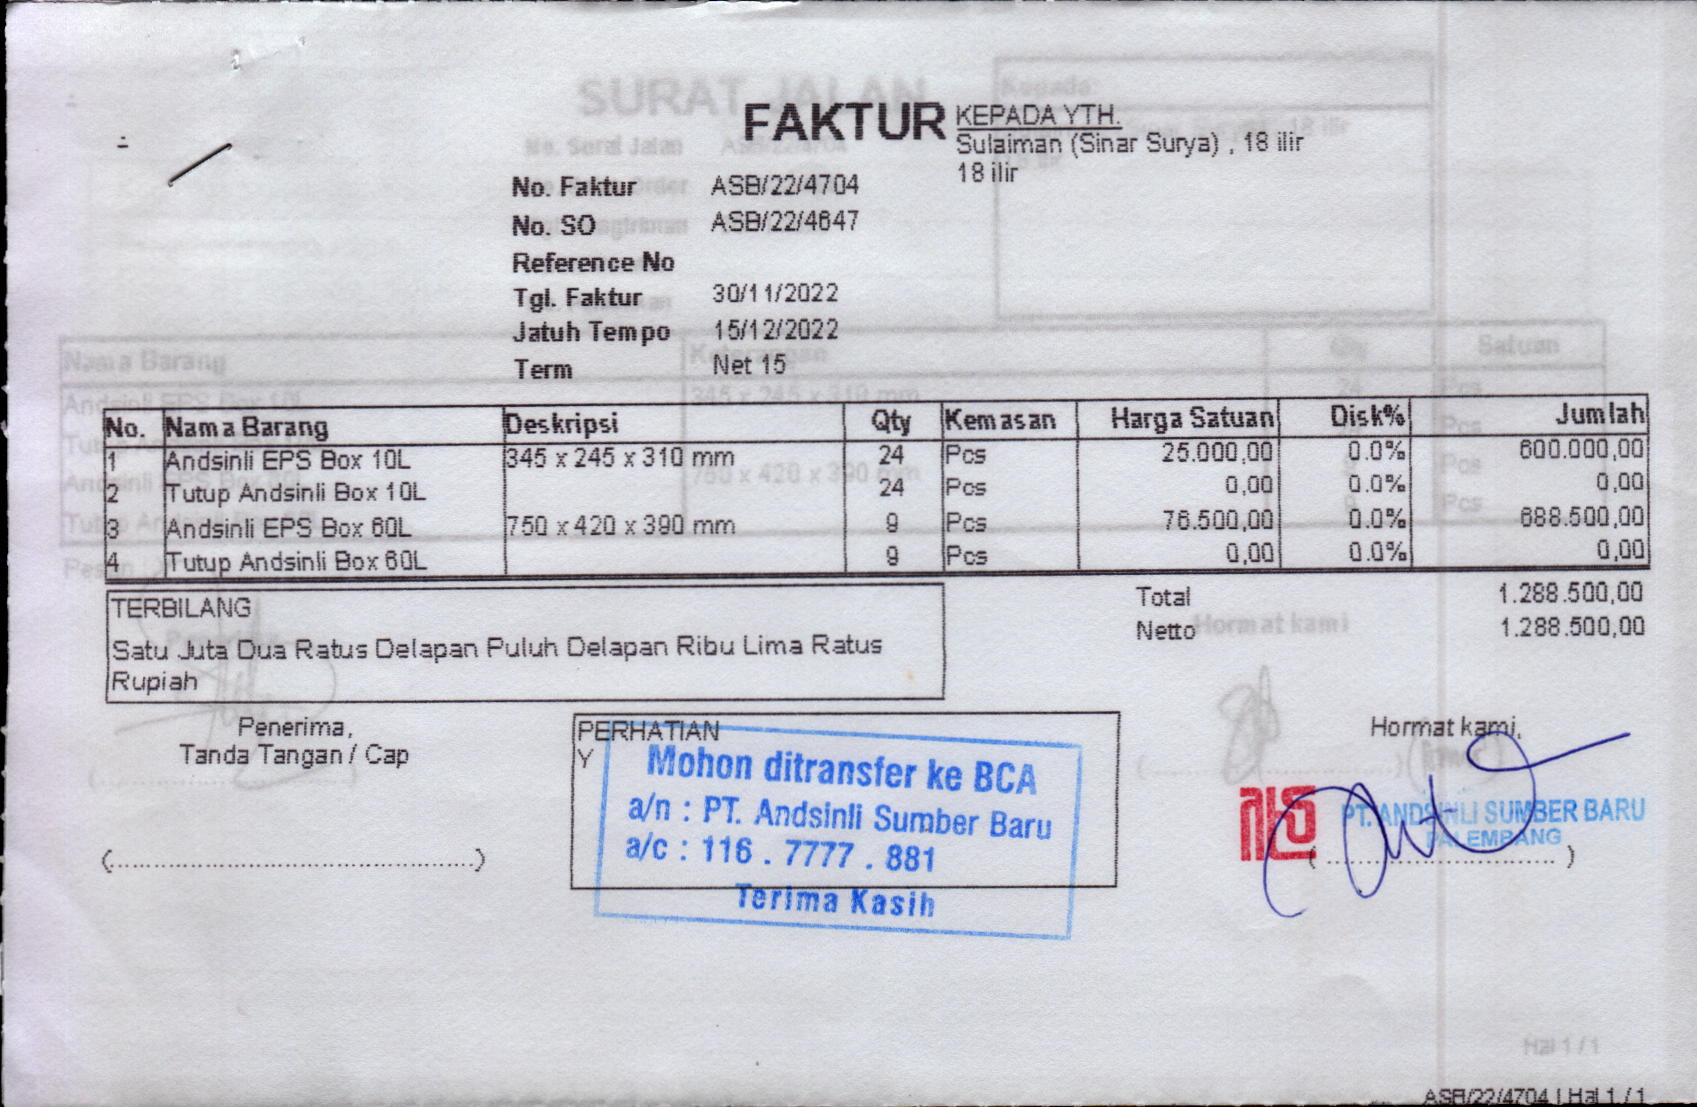 FAKTUR
KEPADA YTH.
Sulaiman (Sinar Surya) , 18 ilir
18 ilir
No. Faktur ASB/22/4704
No. SO ASB/22/4647
Reference No
Tgl. Faktur 30/11/2022
Jatuh Tempo 15/12/2022
Term Net 15
No. Nama Barang Deskripsi Qty Kemasan Harga Satuan Disk% Jumlah
1 Andsinli EPS Box 10L 345 x 245 x 310 mm 24 Pcs 25.000,00 0.0% 600.000,00
2 Tutup Andsinli Box 10L 24 Pcs 0,00 0.0% 0,00
3 Andsinli EPS Box 60L 750 x 420 x 390 mm 9 Pcs 76.500,00 0.0% 688.500,00
4 Tutup Andsinli Box 60L 9 Pcs 0,00 0.0% 0,00
Total 1.288.500,00
Netto 1.288.500,00
TERBILANG
Satu Juta Dua Ratus Delapan Puluh Delapan Ribu Lima Ratus
Rupiah
Penerima,
Tanda Tangan / Cap
(..........................................................)
PERHATIAN
Y
Mohon ditransfer ke BCA
a/n : PT. Andsinli Sumber Baru
a/c : 116 . 7777 . 881
Terima Kasih
Hormat kami,
PT. ANDSINLI SUMBER BARU
PALEMBANG
( ..................................... )
ASB/22/4704 | Hal 1 / 1